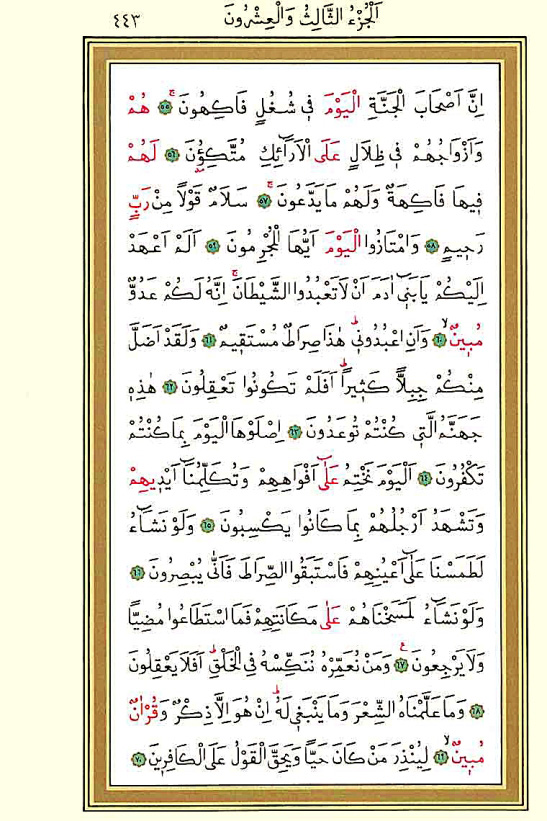 اَلْجُزْءُ الثَّالِثُ وَالْعِشْرُونَ
٤٤٣
اِنَّ اَصْحَابَ الْجَنَّةِ الْيَوْمَ فٖى شُغُلٍ فَاكِهُونَ ۚ ﴿٥٥﴾ هُمْ
وَاَزْوَاجُهُمْ فٖى ظِلَالٍ عَلَى الْاَرَٓائِكِ مُتَّكِؤُ۫نَ ﴿٥٦﴾ لَهُمْ
فٖيهَا فَاكِهَةٌ وَلَهُمْ مَا يَدَّعُونَ ۚ ﴿٥٧﴾ سَلَامٌ قَوْلاً مِنْ رَبٍّ
رَحٖيمٍ ﴿٥٨﴾ وَامْتَازُوا الْيَوْمَ اَيُّهَا الْمُجْرِمُونَ ﴿٥٩﴾ اَلَمْ اَعْهَدْ
اِلَيْكُمْ يَا بَنٖٓى اٰدَمَ اَنْ لَا تَعْبُدُوا الشَّيْطَانَ ۚ اِنَّهُ لَكُمْ عَدُوٌّ
مُبٖينٌ ۙ ﴿٦٠﴾ وَاَنِ اعْبُدُونٖى ۜ هٰذَا صِرَاطٌ مُسْتَقٖيمٌ ﴿٦١﴾ وَلَقَدْ اَضَلَّ
مِنْكُمْ جِبِلاًّ كَثٖيراً ۜ اَفَلَمْ تَكُونُوا تَعْقِلُونَ ﴿٦٢﴾ هٰذِهٖ
جَهَنَّمُ الَّتٖى كُنْتُمْ تُوعَدُونَ ﴿٦٣﴾ اِصْلَوْهَا الْيَوْمَ بِمَا كُنْتُمْ
تَكْفُرُونَ ﴿٦٤﴾ اَلْيَوْمَ نَخْتِمُ عَلٰٓى اَفْوَاهِهِمْ وَتُكَلِّمُنَٓا اَيْدٖيهِمْ
وَتَشْهَدُ اَرْجُلُهُمْ بِمَا كَانُوا يَكْسِبُونَ ﴿٦٥﴾ وَلَوْ نَشَٓاءُ
لَطَمَسْنَا عَلٰٓى اَعْيُنِهِمْ فَاسْتَبَقُوا الصِّرَاطَ فَاَنّٰى يُبْصِرُونَ ﴿٦٦﴾
وَلَوْ نَشَٓاءُ لَمَسَخْنَاهُمْ عَلٰى مَكَانَتِهِمْ فَمَا اسْتَطَاعُوا مُضِيًّا
وَلَا يَرْجِعُونَ ۟ ﴿٦٧﴾ وَمَنْ نُعَمِّرْهُ نُنَكِّسْهُ فِى الْخَلْقِ ۜ اَفَلَا يَعْقِلُونَ
﴿٦٨﴾ وَمَا عَلَّمْنَاهُ الشِّعْرَ وَمَا يَنْبَغٖى لَهُ ۜ اِنْ هُوَ اِلَّا ذِكْرٌ وَقُرْاٰنٌ
مُبٖينٌ ۙ ﴿٦٩﴾ لِيُنْذِرَ مَنْ كَانَ حَيًّا وَيَحِقَّ الْقَوْلُ عَلَى الْكَافِرٖينَ ﴿٧٠﴾